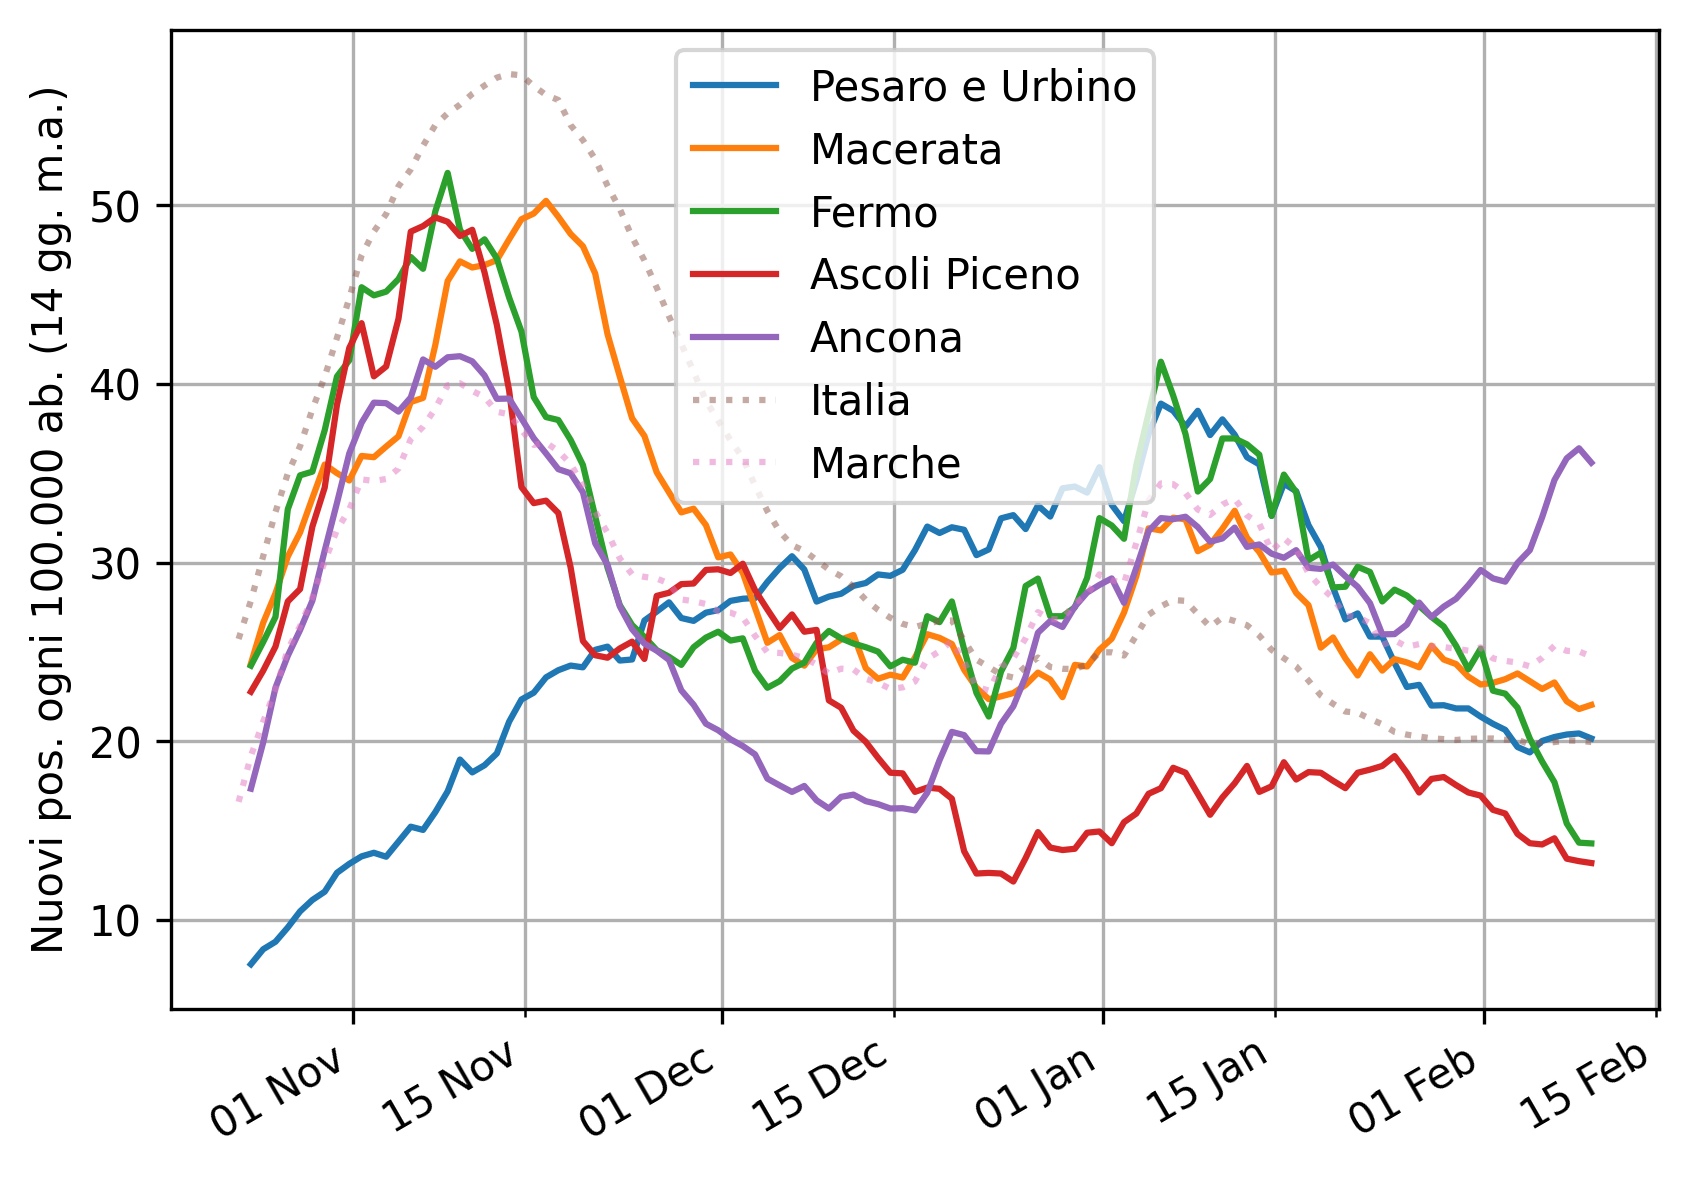 Nuovi pos. ogni 100.000 ab. (14 gg. m.a.)
50
40
30
20
10
Pesaro e Urbino
Macerata
Fermo
Ascoli Piceno
Ancona
Italia
Marche
01 Nov
15 Nov
01 Dec
15 Dec
01 Jan
15 Jan
01 Feb
15 Feb